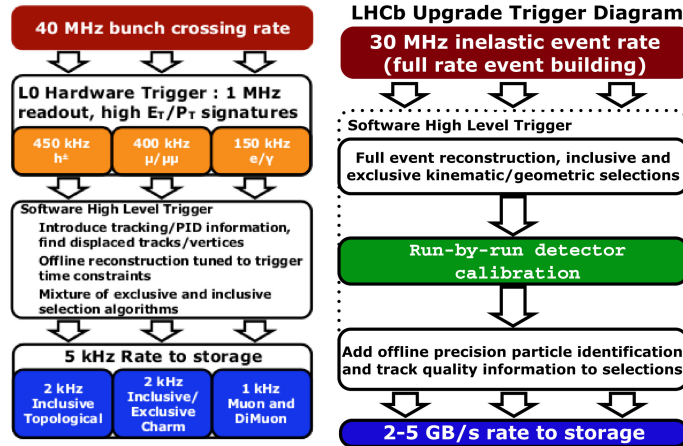 40 MHz bunch crossing rate
L0 Hardware Trigger : 1 MHz
readout, high E_T/P_T signatures
450 kHz
h±
400 kHz
μ/μμ
150 kHz
e/γ
Software High Level Trigger
Introduce tracking/PID information,
find displaced tracks/vertices
Offline reconstruction tuned to trigger
time constraints
Mixture of exclusive and inclusive
selection algorithms
5 kHz Rate to storage
2 kHz
Inclusive
Topological
2 kHz
Inclusive/
Exclusive
Charm
1 kHz
Muon and
DiMuon
LHCb Upgrade Trigger Diagram
30 MHz inelastic event rate
(full rate event building)
Software High Level Trigger
Full event reconstruction, inclusive and
exclusive kinematic/geometric selections
Run-by-run detector
calibration
Add offline precision particle identification
and track quality information to selections
2-5 GB/s rate to storage